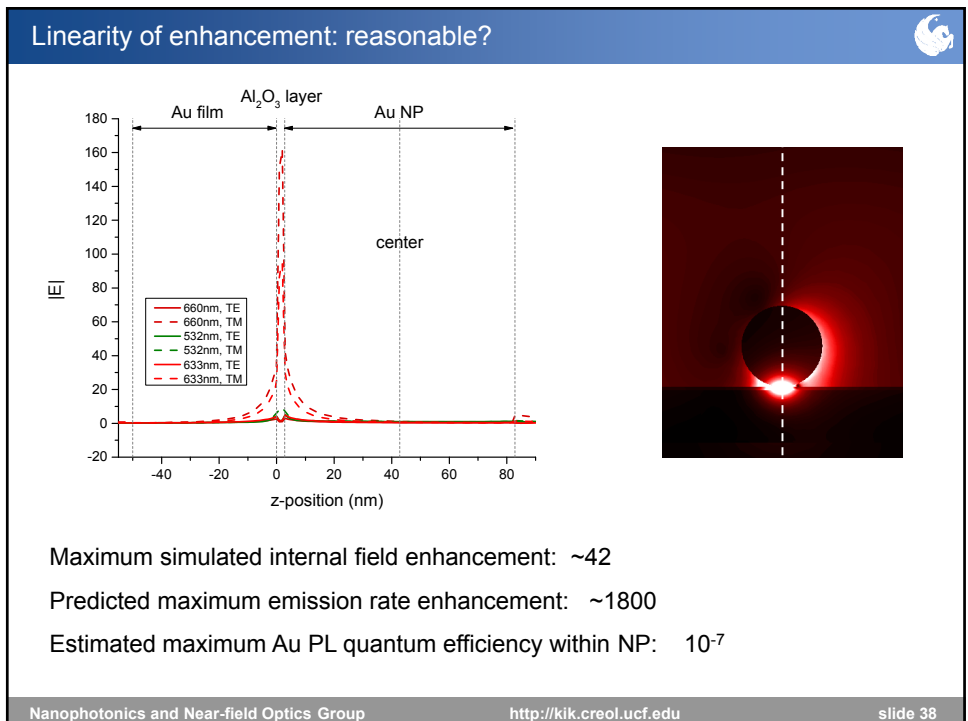 Linearity of enhancement: reasonable?
Al₂O₃ layer
Au film
Au NP
180
160
140
120
100
80
60
40
20
0
-20
|E|
center
660nm, TE
660nm, TM
532nm, TE
532nm, TM
633nm, TE
633nm, TM
-40 -20 0 20 40 60 80
z-position (nm)
Maximum simulated internal field enhancement: ~42
Predicted maximum emission rate enhancement: ~1800
Estimated maximum Au PL quantum efficiency within NP: 10⁻⁷
Nanophotonics and Near-field Optics Group http://kik.creol.ucf.edu slide 38